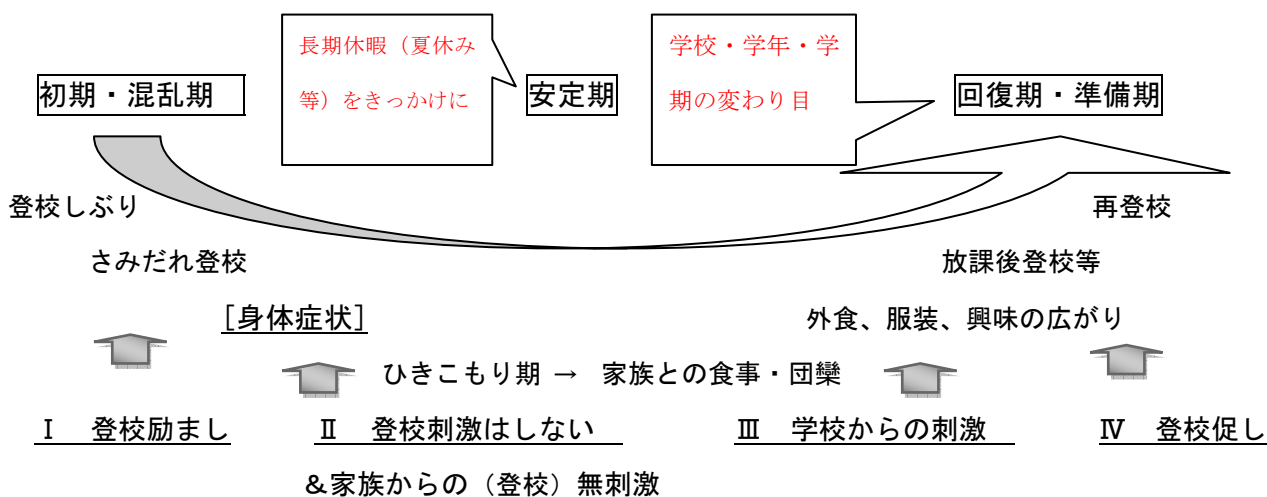 長期休暇（夏休み
等）をきっかけに
学校・学年・学
期の変わり目
初期・混乱期
安定期
回復期・準備期
登校しぶり
再登校
さみだれ登校
放課後登校等
［身体症状］
外食、服装、興味の広がり
ひきこもり期 → 家族との食事・団欒
Ⅰ　登校励まし
Ⅱ　登校刺激はしない
Ⅲ　学校からの刺激
Ⅳ　登校促し
＆家族からの（登校）無刺激